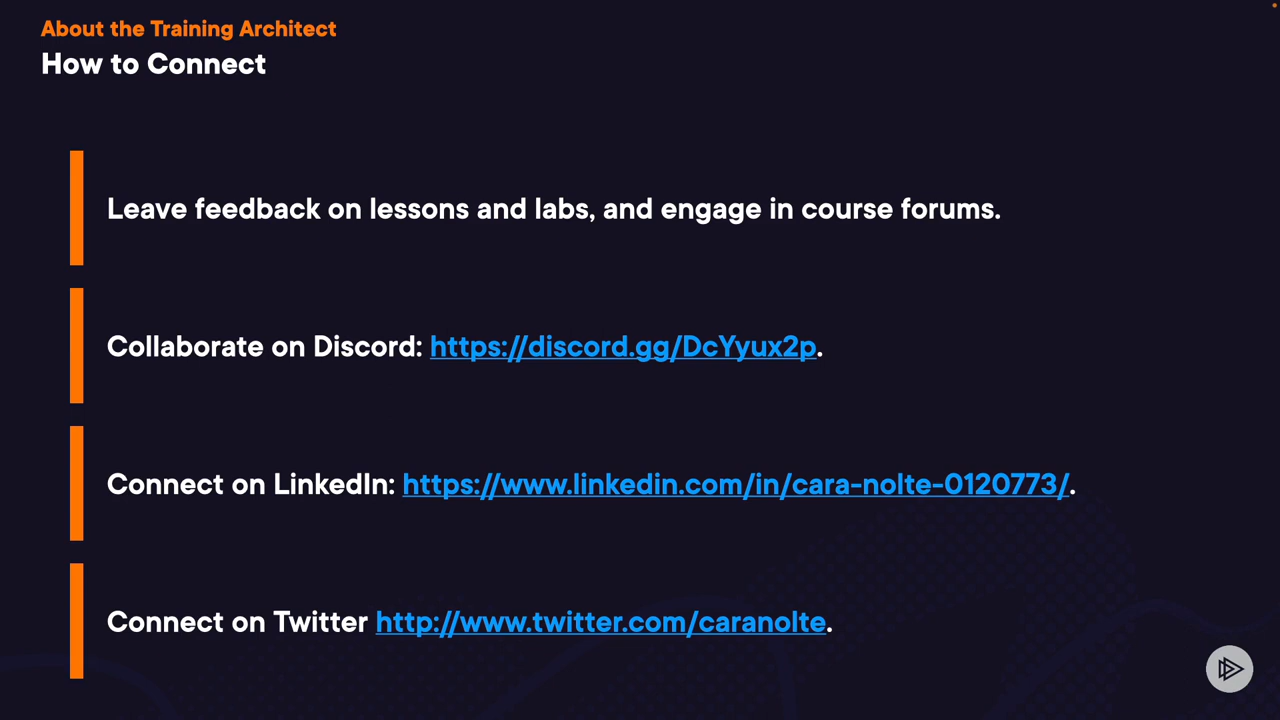 About the Training Architect
How to Connect
Leave feedback on lessons and labs, and engage in course forums.
Collaborate on Discord: https://discord.gg/DcYyux2p.
Connect on LinkedIn: https://www.linkedin.com/in/cara-nolte-0120773/.
Connect on Twitter http://www.twitter.com/caranolte.